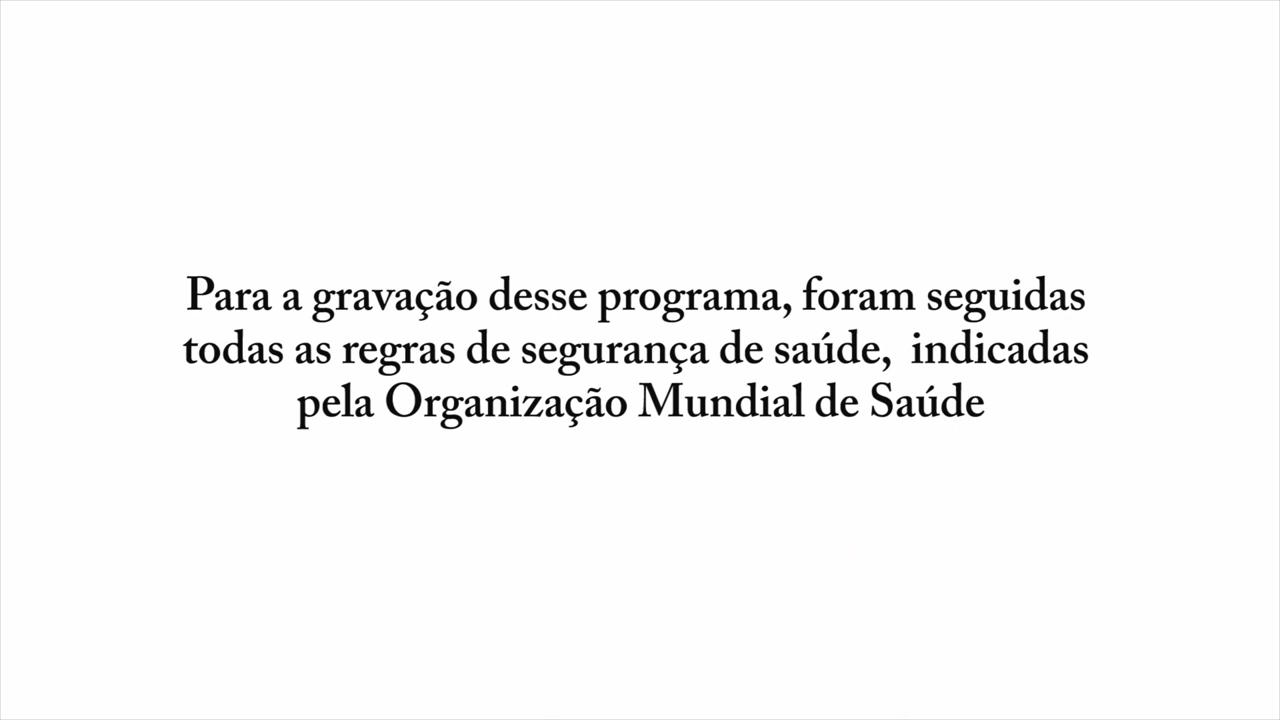 Para a gravação desse programa, foram seguidas
todas as regras de segurança de saúde,  indicadas
pela Organização Mundial de Saúde